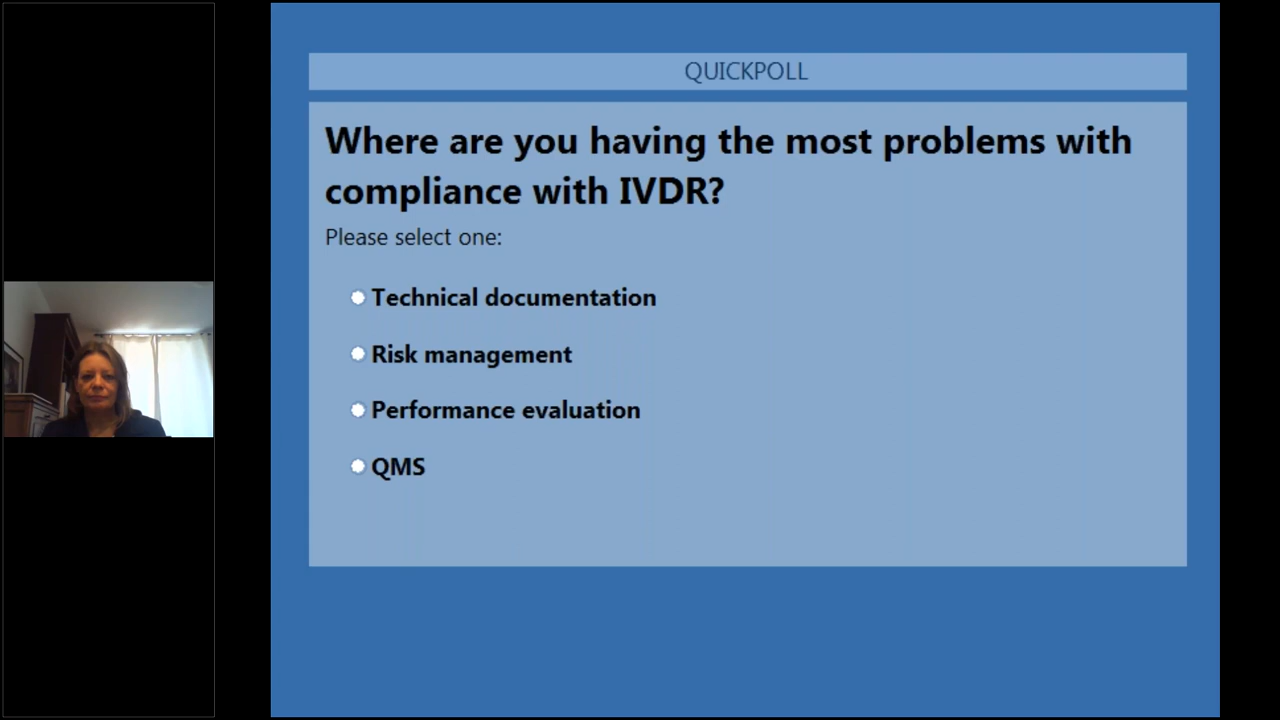 QUICKPOLL
Where are you having the most problems with
compliance with IVDR?
Please select one:
Technical documentation
Risk management
Performance evaluation
QMS